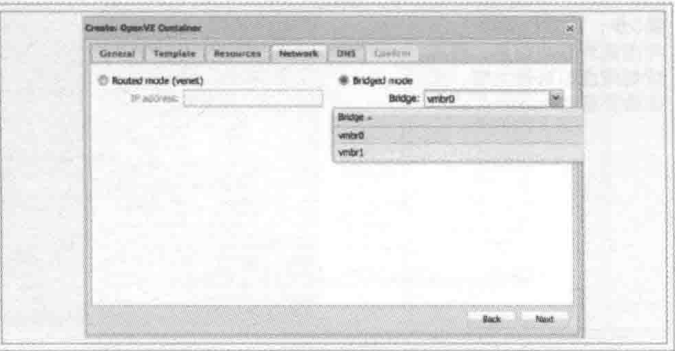 Create: OpenVZ Container
General Template Resources Network DNS Confirm
Routed mode (venet)
IP address:
Bridged mode
Bridge: vmbr0
Bridge
vmbr0
vmbr1
Back Next